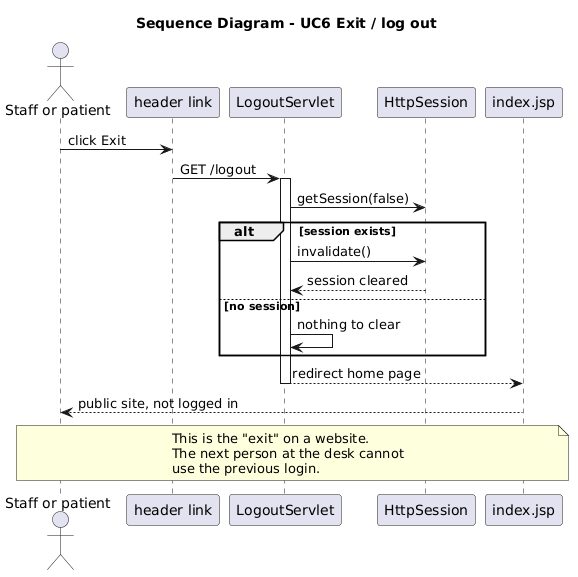 Sequence Diagram - UC6 Exit / log out
Staff or patient
header link
LogoutServlet
HttpSession
index.jsp
click Exit
GET /logout
getSession(false)
alt
[session exists]
invalidate()
session cleared
[no session]
nothing to clear
redirect home page
public site, not logged in
This is the "exit" on a website.
The next person at the desk cannot
use the previous login.
Staff or patient
header link
LogoutServlet
HttpSession
index.jsp